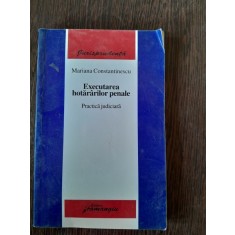 Mariana Constantinescu
Executarea
hotărârilor penale
Practică judiciară